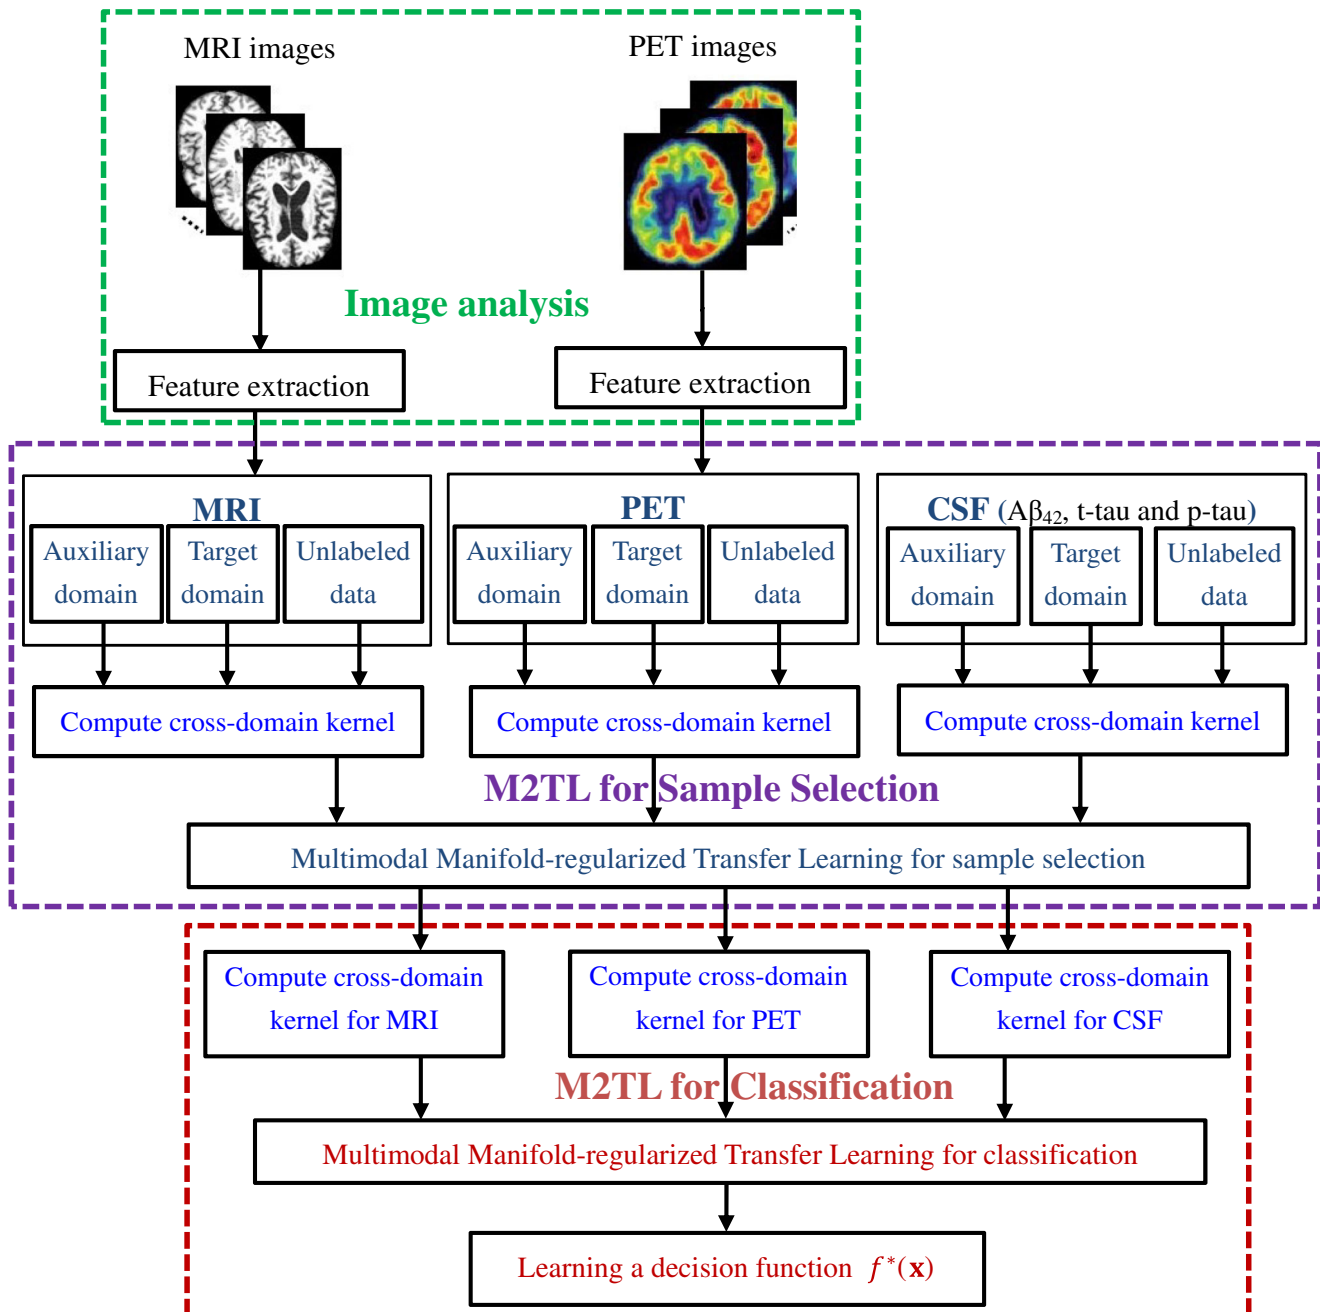 MRI images
PET images
Image analysis
Feature extraction
Feature extraction
MRI
Auxiliary
domain
Target
domain
Unlabeled
data
PET
Auxiliary
domain
Target
domain
Unlabeled
data
CSF (Aβ₄₂, t-tau and p-tau)
Auxiliary
domain
Target
domain
Unlabeled
data
Compute cross-domain kernel
Compute cross-domain kernel
Compute cross-domain kernel
M2TL for Sample Selection
Multimodal Manifold-regularized Transfer Learning for sample selection
Compute cross-domain
kernel for MRI
Compute cross-domain
kernel for PET
Compute cross-domain
kernel for CSF
M2TL for Classification
Multimodal Manifold-regularized Transfer Learning for classification
Learning a decision function f*(x)